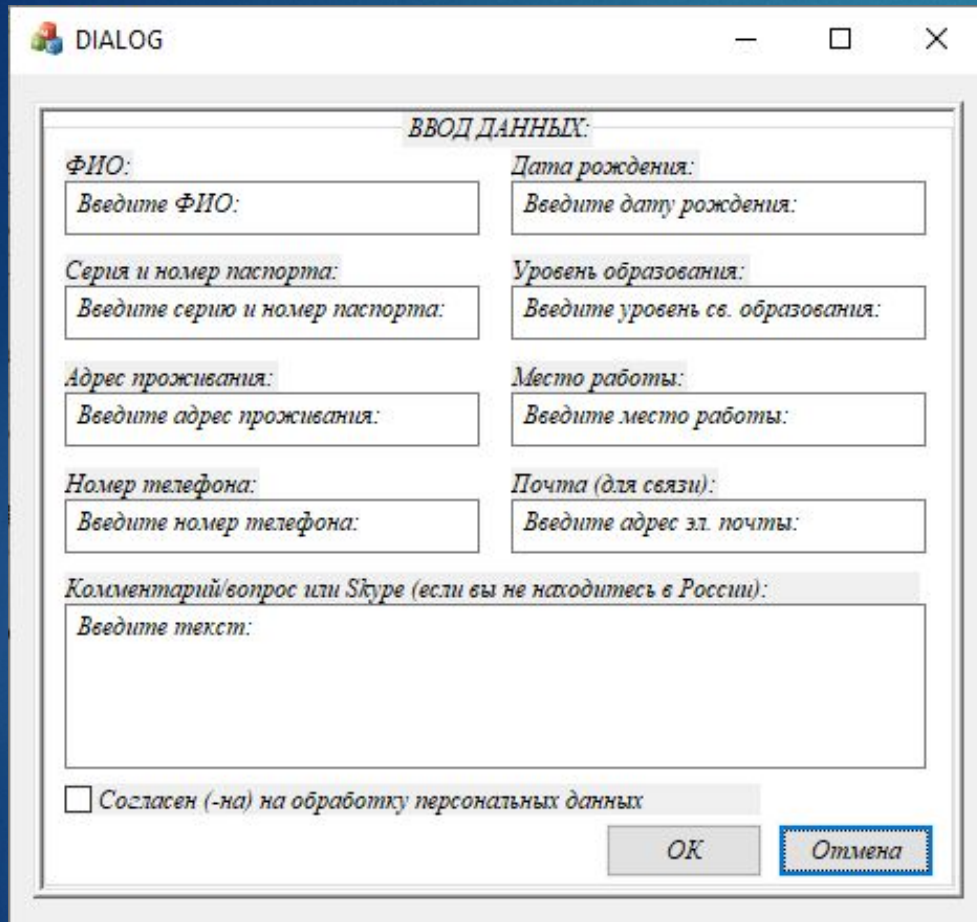 DIALOG
ВВОД ДАННЫХ:
ФИО:
Введите ФИО:
Дата рождения:
Введите дату рождения:
Серия и номер паспорта:
Введите серию и номер паспорта:
Уровень образования:
Введите уровень св. образования:
Адрес проживания:
Введите адрес проживания:
Место работы:
Введите место работы:
Номер телефона:
Введите номер телефона:
Почта (для связи):
Введите адрес эл. почты:
Комментарий/вопрос или Skype (если вы не находитесь в России):
Введите текст:
Согласен (-на) на обработку персональных данных
OK
Отмена